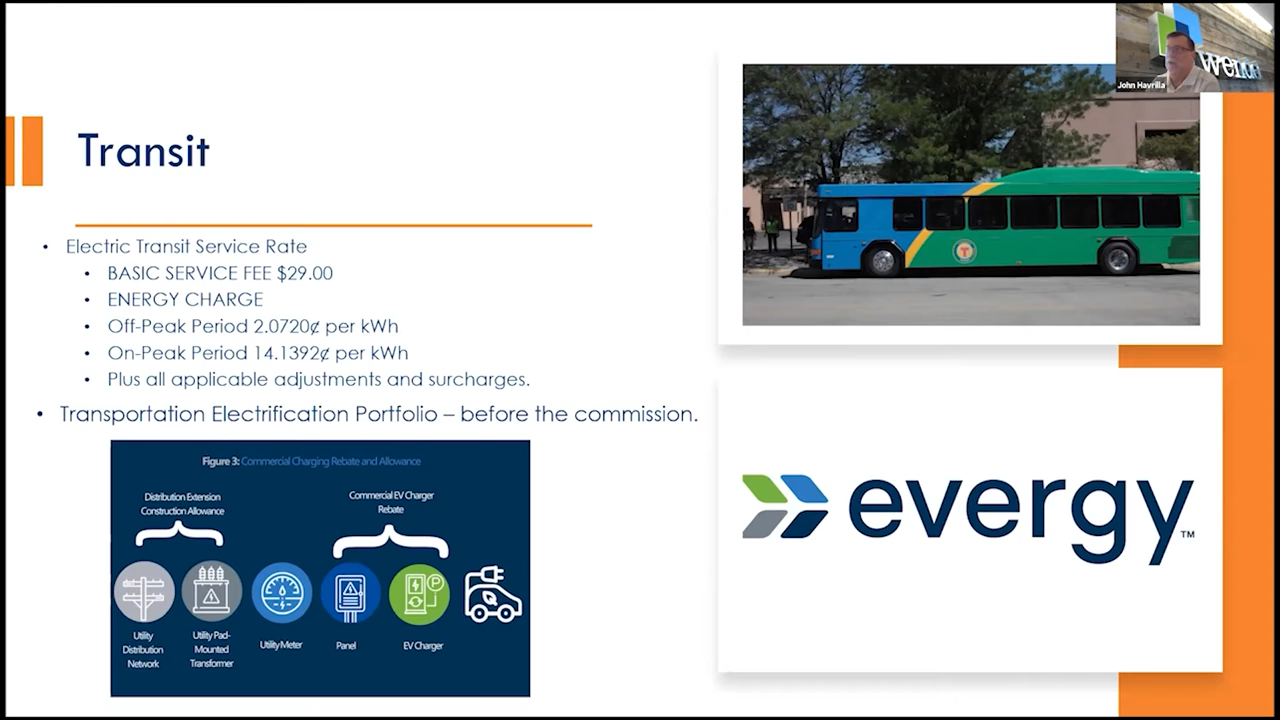 John Havrilla
Transit
• Electric Transit Service Rate
• BASIC SERVICE FEE $29.00
• ENERGY CHARGE
• Off-Peak Period 2.0720¢ per kWh
• On-Peak Period 14.1392¢ per kWh
• Plus all applicable adjustments and surcharges.
• Transportation Electrification Portfolio – before the commission.
Figure 3: Commercial Charging Rebate and Allowance
Distribution Extension
Construction Allowance
Commercial EV Charger
Rebate
P
Utility
Distribution
Network
Utility Pad-
Mounted
Transformer
Utility Meter
Panel
EV Charger
T
evergy™